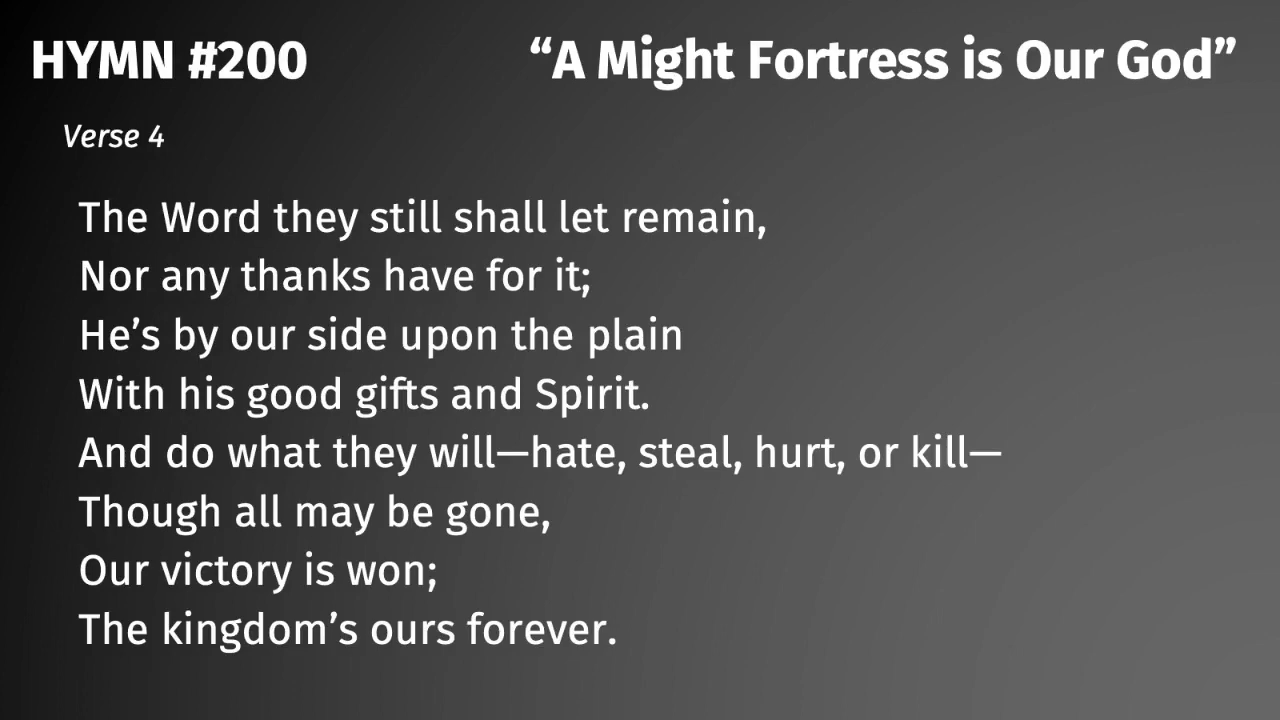 HYMN #200 “A Might Fortress is Our God”
Verse 4
The Word they still shall let remain,
Nor any thanks have for it;
He’s by our side upon the plain
With his good gifts and Spirit.
And do what they will—hate, steal, hurt, or kill—
Though all may be gone,
Our victory is won;
The kingdom’s ours forever.